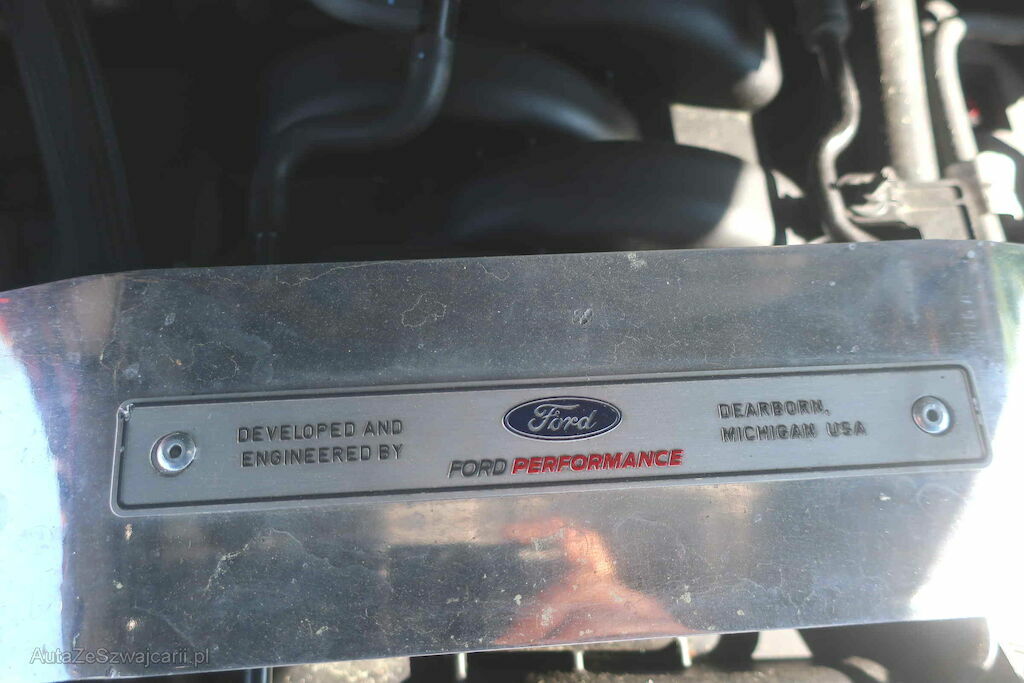 DEVELOPED AND
ENGINEERED BY
Ford
FORD PERFORMANCE
DEARBORN,
MICHIGAN USA
AutaZeSzwajcarii.pl